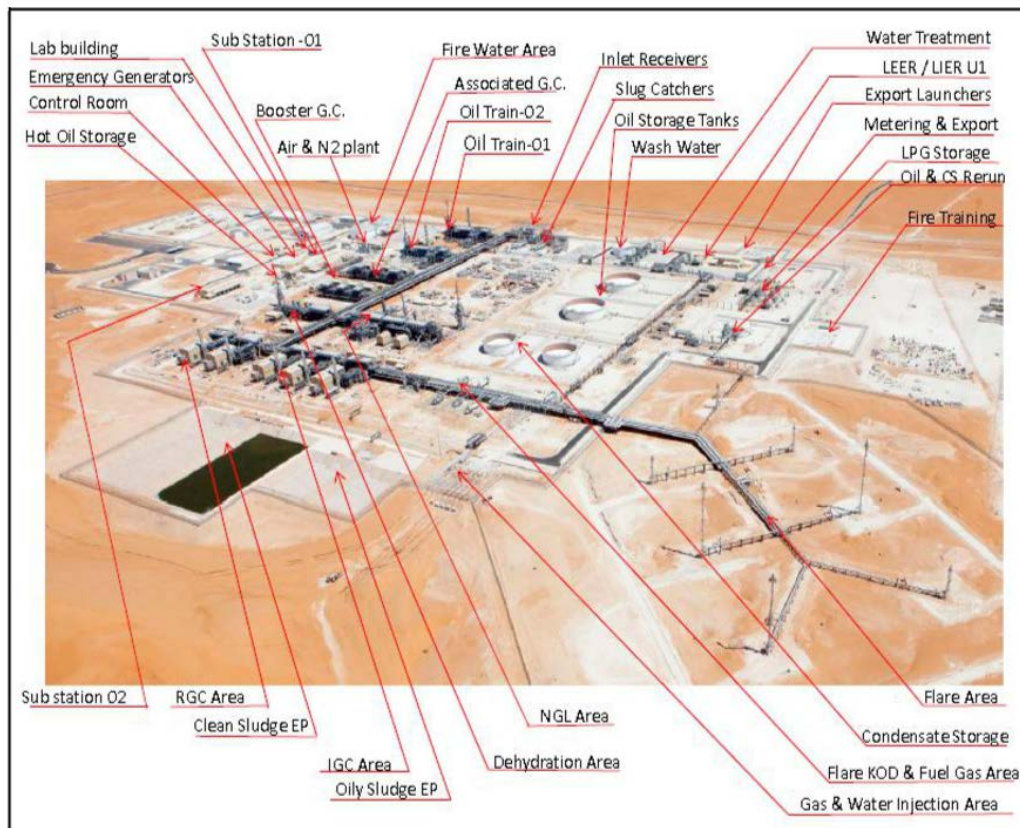 Lab building
Sub Station -01
Emergency Generators
Control Room
Hot Oil Storage
Booster G.C.
Air & N2 plant
Fire Water Area
Associated G.C.
Oil Train-02
Oil Train-01
Inlet Receivers
Slug Catchers
Oil Storage Tanks
Wash Water
Water Treatment
LEER / LIER U1
Export Launchers
Metering & Export
LPG Storage
Oil & CS Rerun
Fire Training
Sub station 02
RGC Area
Clean Sludge EP
IGC Area
Oily Sludge EP
Dehydration Area
NGL Area
Flare Area
Condensate Storage
Flare KOD & Fuel Gas Area
Gas & Water Injection Area